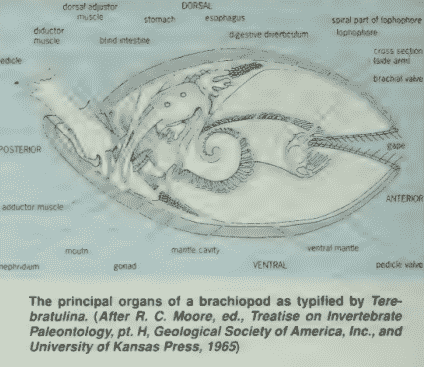 DORSAL
dorsal adjustor
muscle
stomach
esophagus
spiral part of lophophore
diductor
muscle
blind intestine
digestive diverticulum
lophophore
cross section
(side arm)
pedicle
brachial valve
POSTERIOR
gape
ANTERIOR
adductor muscle
mouth
mantle cavity
ventral mantle
nephridium
gonad
VENTRAL
pedicle valve
The principal organs of a brachiopod as typified by Tere-
bratulina. (After R. C. Moore, ed., Treatise on Invertebrate
Paleontology, pt. H, Geological Society of America, Inc., and
University of Kansas Press, 1965)